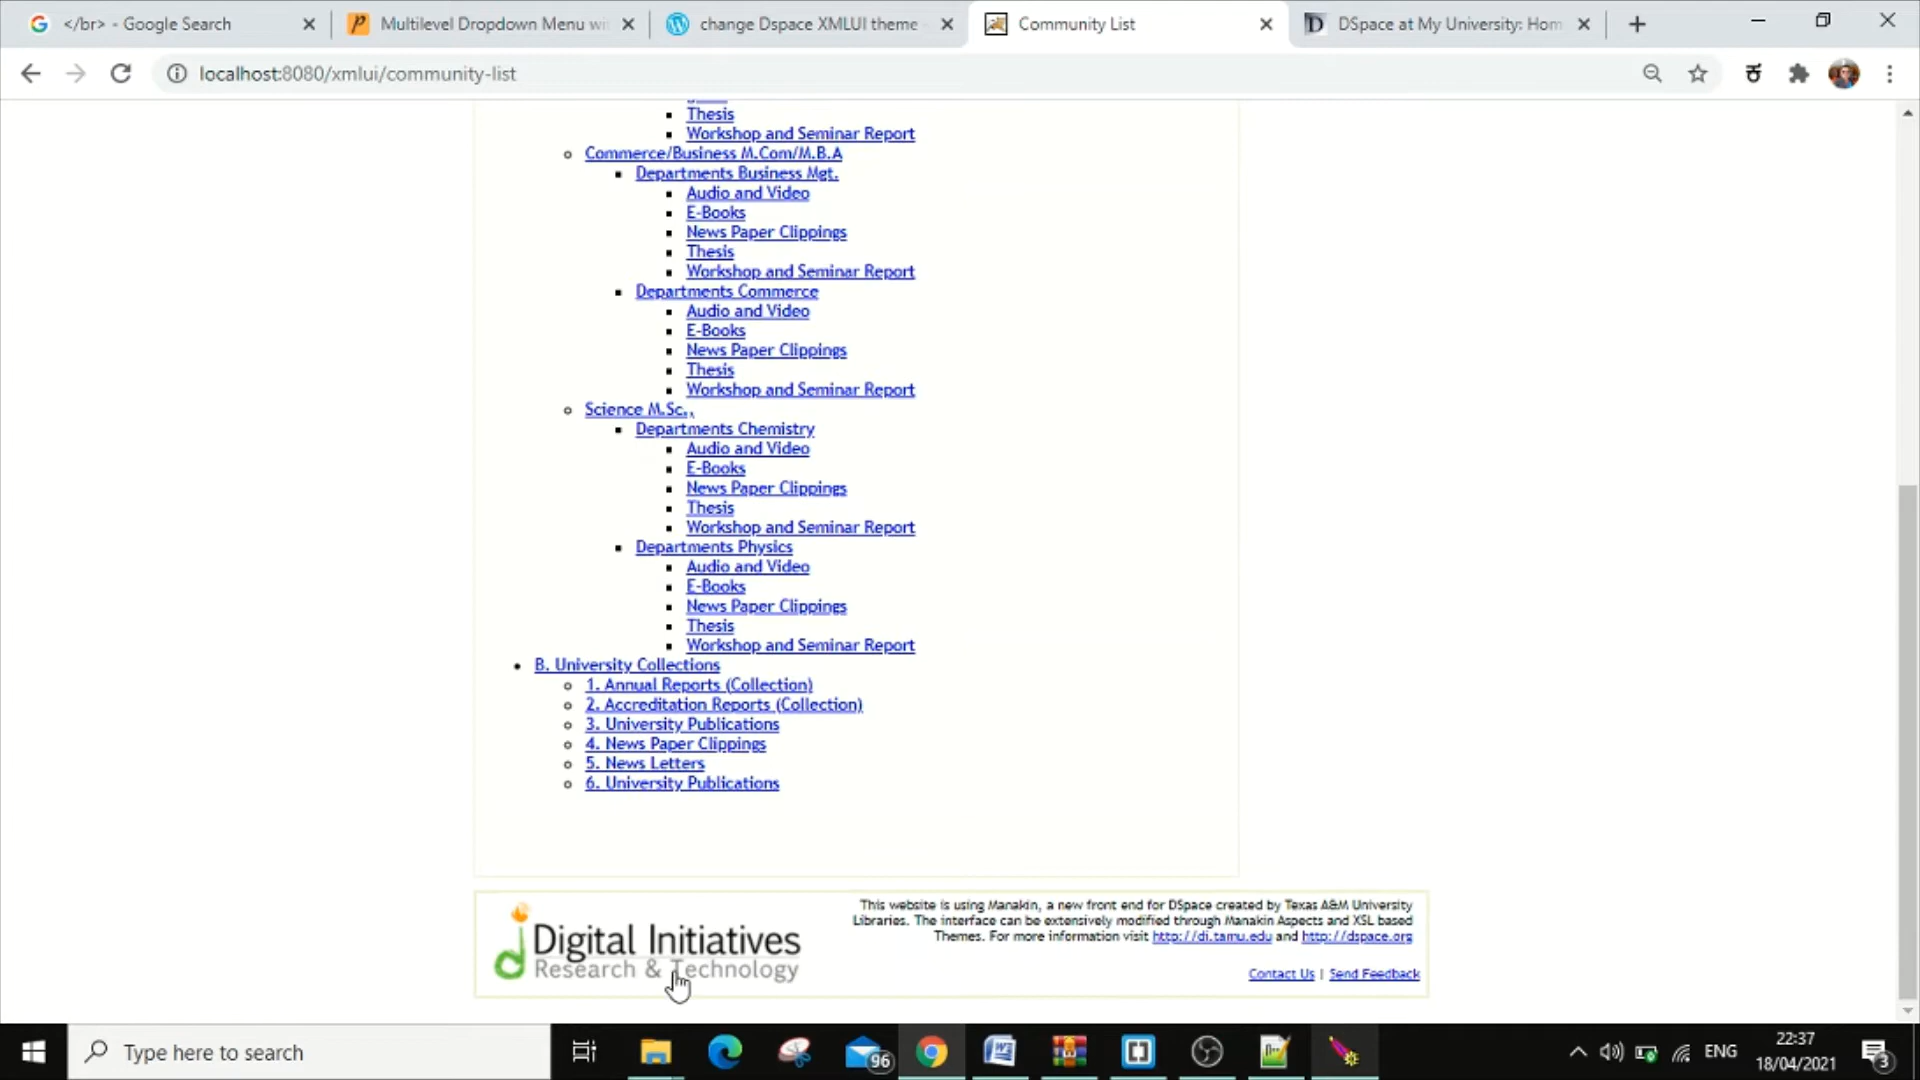 </br> - Google Search
Multilevel Dropdown Menu wi
change Dspace XMLUI theme
Community List
DSpace at My University: Hom
localhost:8080/xmlui/community-list
Thesis
Workshop and Seminar Report
Commerce/Business M.Com/M.B.A
Departments Business Mgt.
Audio and Video
E-Books
News Paper Clippings
Thesis
Workshop and Seminar Report
Departments Commerce
Audio and Video
E-Books
News Paper Clippings
Thesis
Workshop and Seminar Report
Science M.Sc.,
Departments Chemistry
Audio and Video
E-Books
News Paper Clippings
Thesis
Workshop and Seminar Report
Departments Physics
Audio and Video
E-Books
News Paper Clippings
Thesis
Workshop and Seminar Report
B. University Collections
1. Annual Reports (Collection)
2. Accreditation Reports (Collection)
3. University Publications
4. News Paper Clippings
5. News Letters
6. University Publications
Digital Initiatives
Research & Technology
This website is using Manakin, a new front end for DSpace created by Texas A&M University
Libraries. The interface can be extensively modified through Manakin Aspects and XSL based
Themes. For more information visit http://di.tamu.edu and http://dspace.org
Contact Us | Send Feedback
Type here to search
96
ENG
22:37
18/04/2021
3